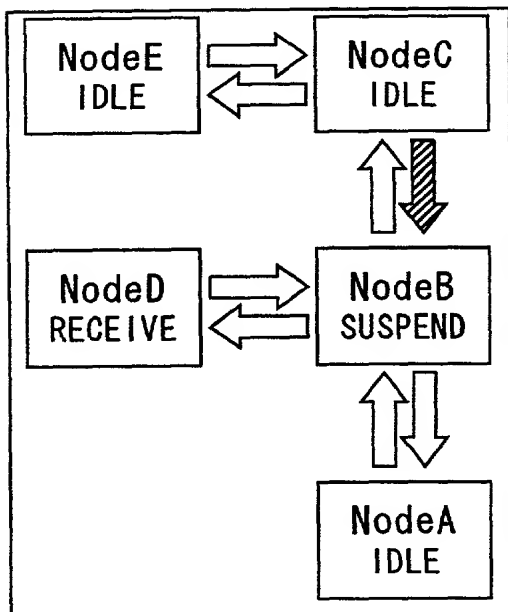 NodeE
IDLE
NodeC
IDLE
NodeD
RECEIVE
NodeB
SUSPEND
NodeA
IDLE